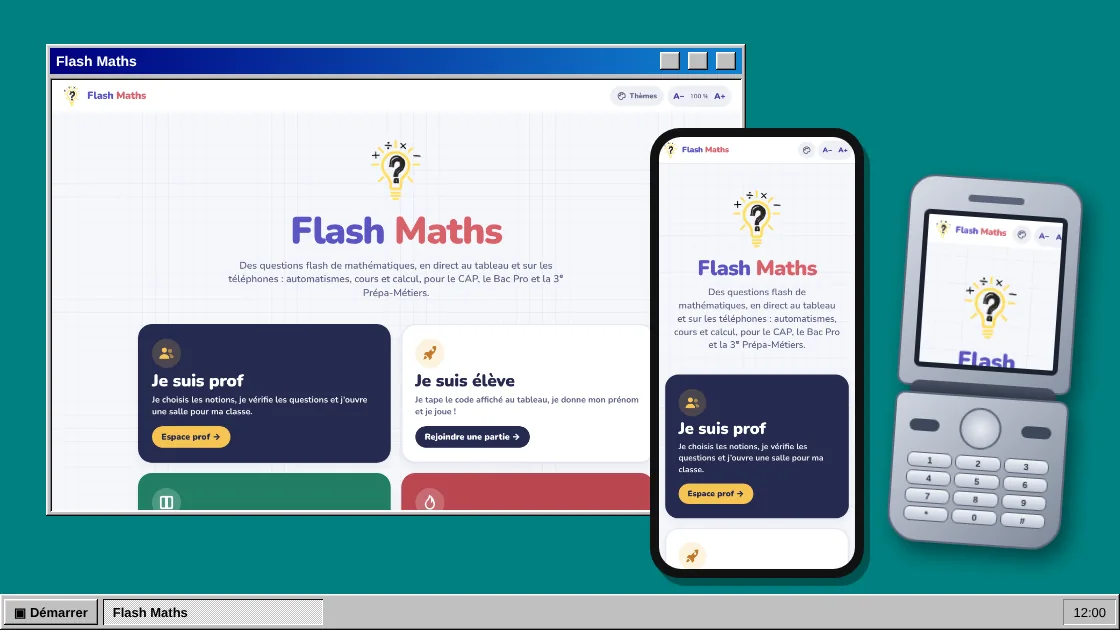 Flash Maths
Flash Maths
Thèmes
A− 100 % A+
Flash Maths
Des questions flash de mathématiques, en direct au tableau et sur les
téléphones : automatismes, cours et calcul, pour le CAP, le Bac Pro et la 3ᵉ
Prépa-Métiers.
Je suis prof
Je choisis les notions, je vérifie les questions et j'ouvre
une salle pour ma classe.
Espace prof →
Je suis élève
Je tape le code affiché au tableau, je donne mon prénom
et je joue !
Rejoindre une partie →
Flash Maths
A− A+
Flash Maths
Des questions flash de
mathématiques, en direct au tableau
et sur les téléphones : automatismes,
cours et calcul, pour le CAP, le Bac Pro
et la 3ᵉ Prépa-Métiers.
Je suis prof
Je choisis les notions, je vérifie les
questions et j'ouvre une salle pour ma
classe.
Espace prof →
Flash Maths
A− A
Flash
1 2 3
4 5 6
7 8 9
* 0 #
Démarrer
Flash Maths
12:00